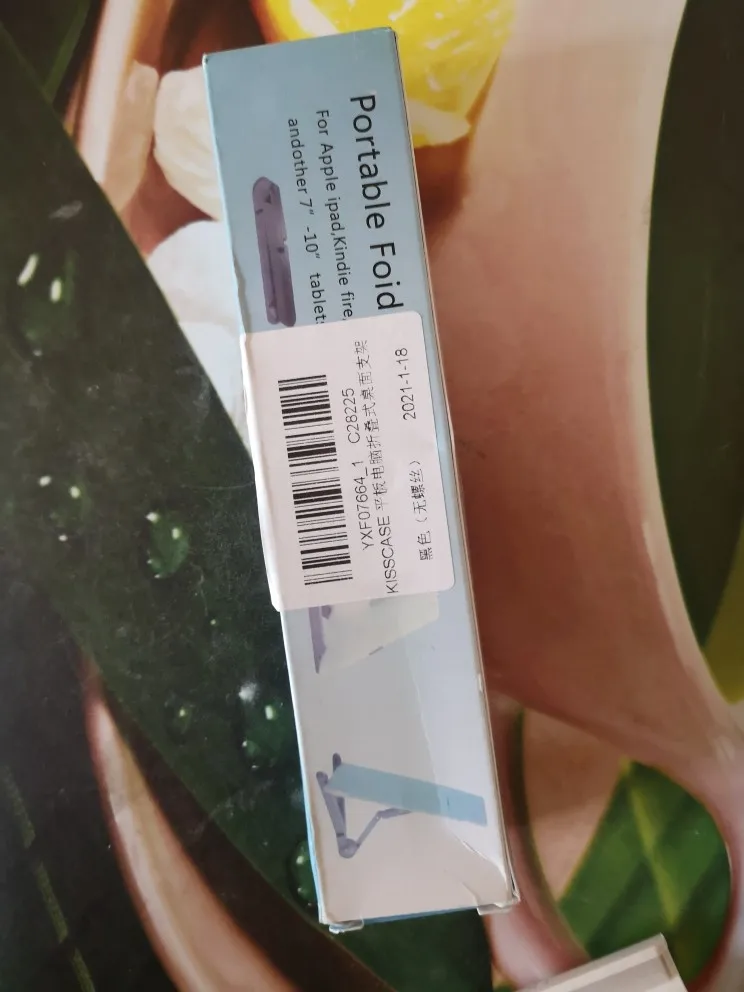 Portable Foid
For Apple ipad,Kindie fire,
andother 7" -10" tablets
YXF07664_1 C28225
KISSCASE 平板电脑折叠式桌面支架
黑色（无螺丝） 2021-1-18